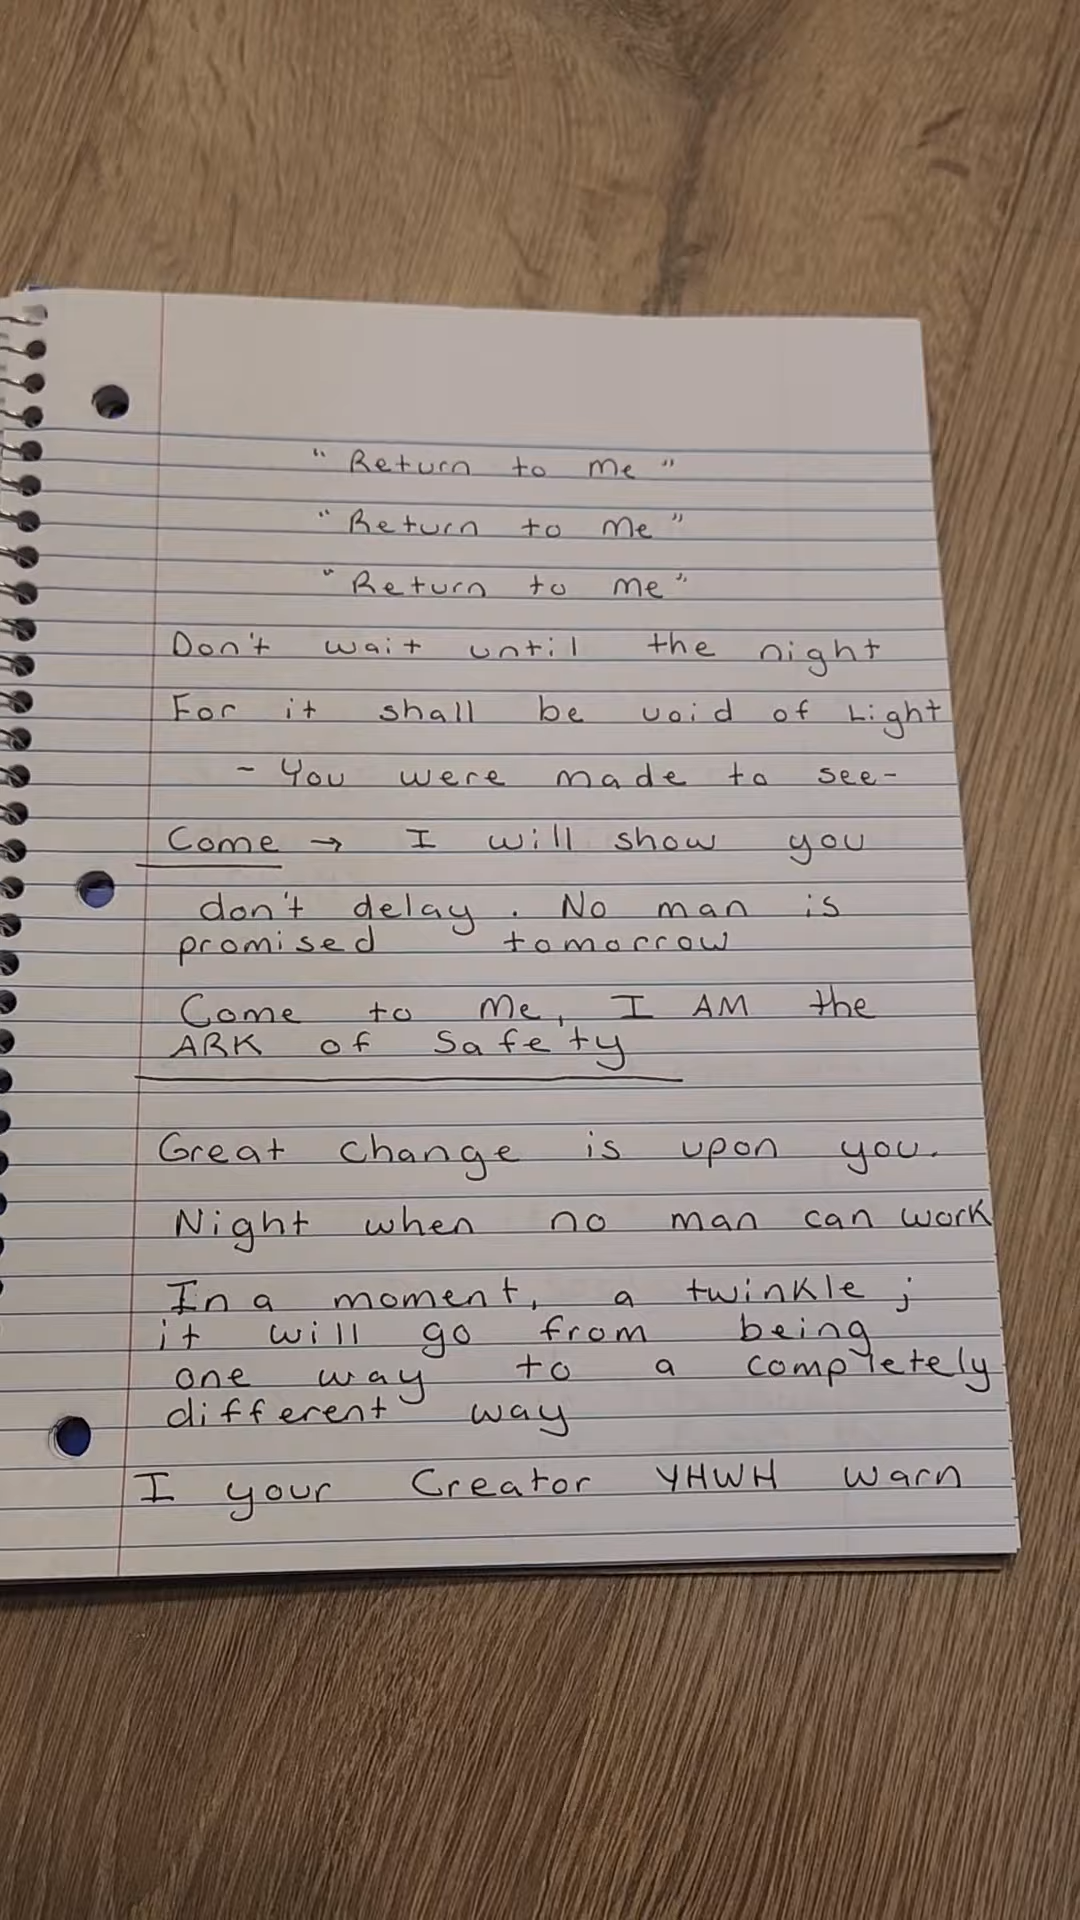 "Return to me"
"Return to me"
"Return to me"
Don't wait until the night
For it shall be void of Light
- You were made to see-
Come → I will show you
don't delay. No man is
promised tomorrow
Come to Me, I AM the
ARK of Safety
Great change is upon you.
Night when no man can work
In a moment, a twinkle;
it will go from being
one way to a completely
different way
I your Creator YHWH warn